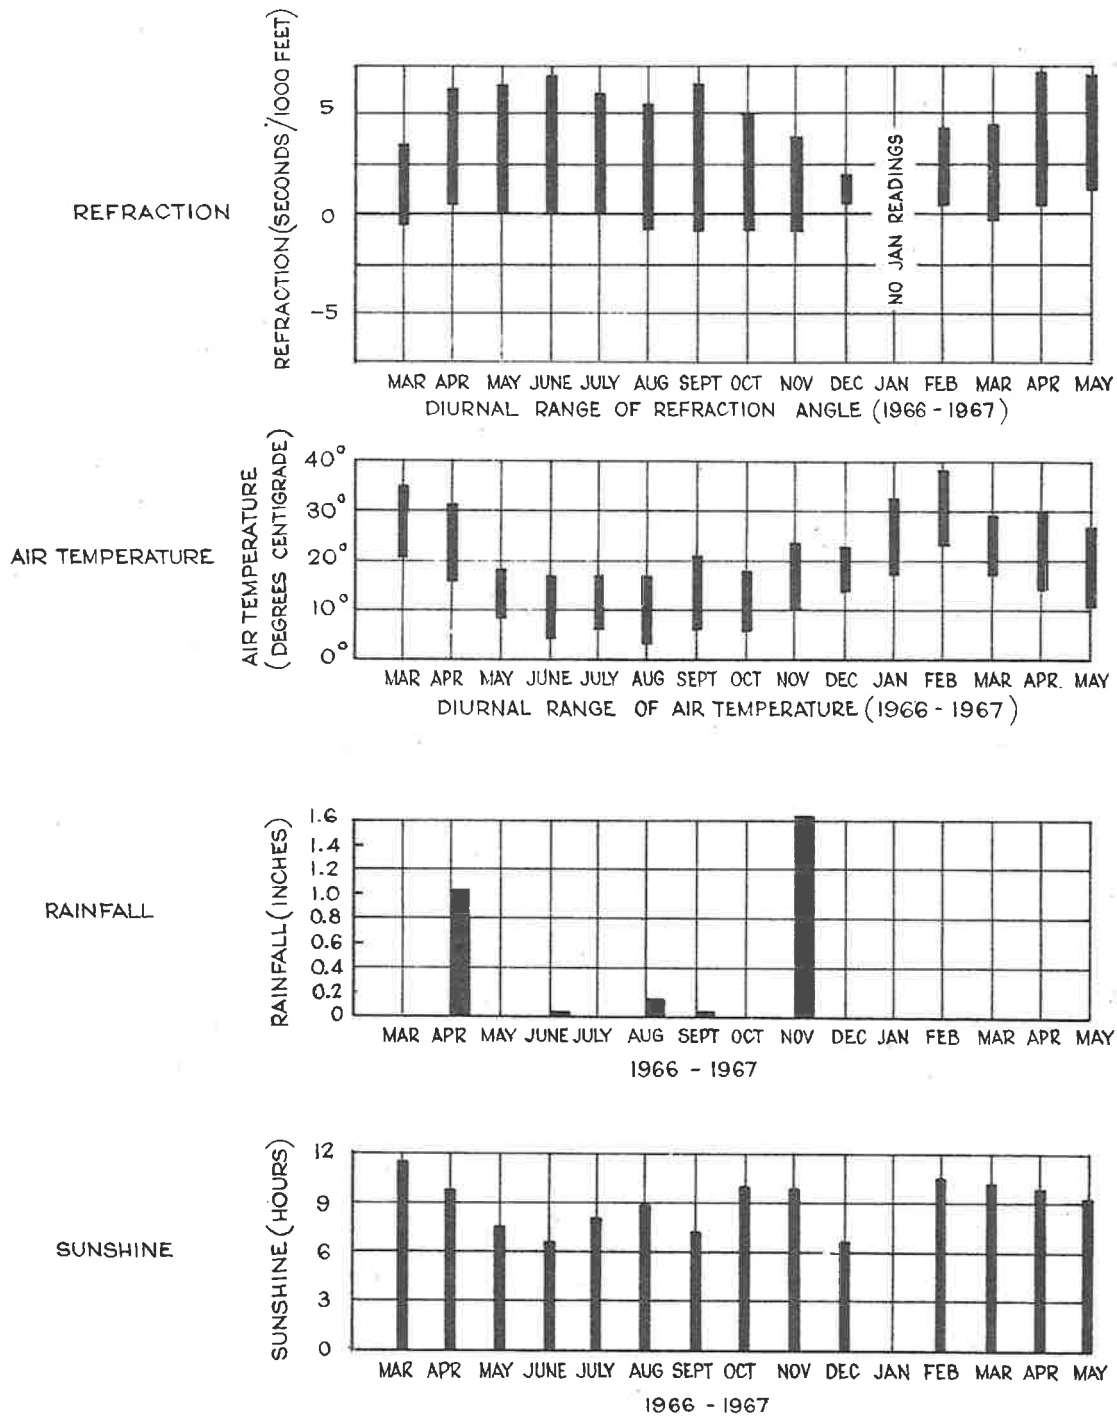 REFRACTION
REFRACTION (SECONDS"/1000 FEET)
5
0
-5
NO JAN READINGS
MAR APR MAY JUNE JULY AUG SEPT OCT NOV DEC JAN FEB MAR APR MAY
DIURNAL RANGE OF REFRACTION ANGLE (1966 - 1967)
AIR TEMPERATURE
AIR TEMPERATURE
(DEGREES CENTIGRADE)
40°
30°
20°
10°
0°
MAR APR MAY JUNE JULY AUG SEPT OCT NOV DEC JAN FEB MAR APR. MAY
DIURNAL RANGE OF AIR TEMPERATURE (1966 - 1967)
RAINFALL
RAINFALL (INCHES)
1.6
1.4
1.2
1.0
0.8
0.6
0.4
0.2
0
MAR APR MAY JUNE JULY AUG SEPT OCT NOV DEC JAN FEB MAR APR MAY
1966 - 1967
SUNSHINE
SUNSHINE (HOURS)
12
9
6
3
0
MAR APR MAY JUNE JULY AUG SEPT OCT NOV DEC JAN FEB MAR APR MAY
1966 - 1967